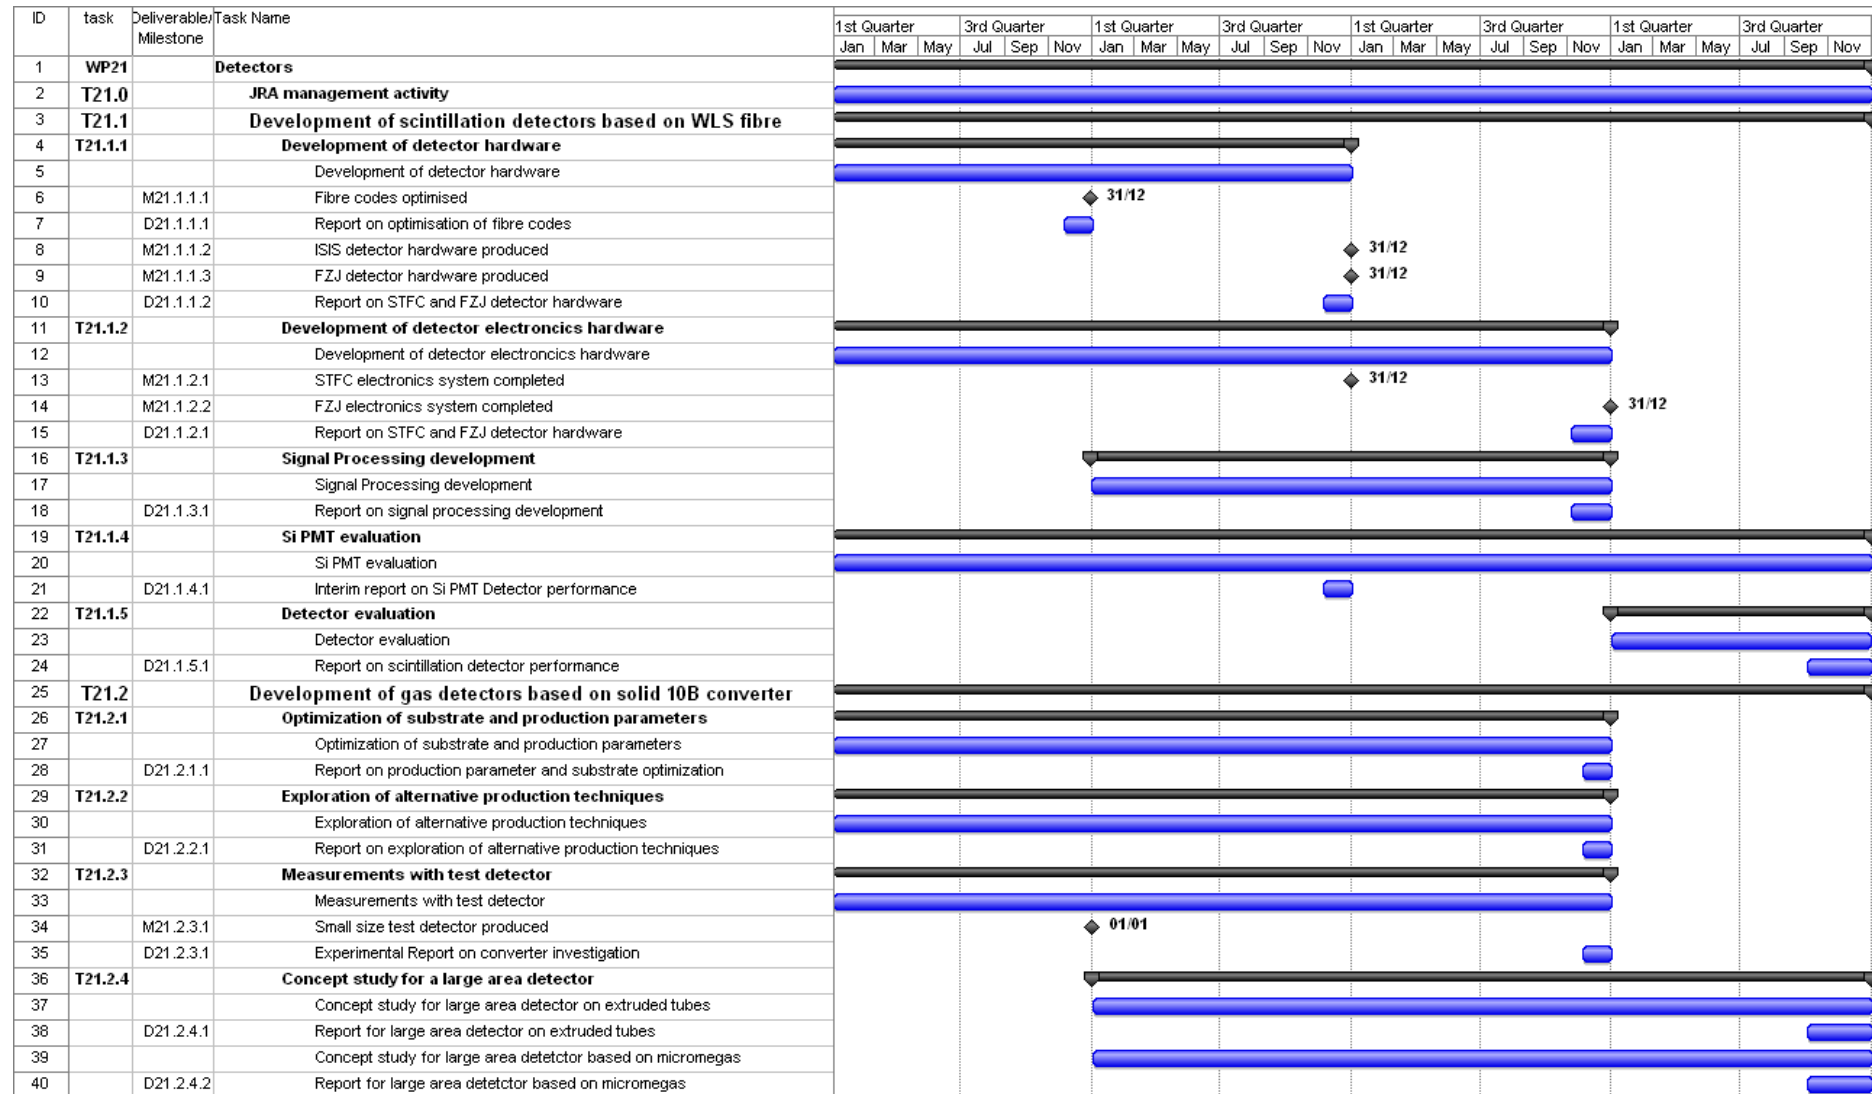 ID task Deliverable/ Task Name
Milestone
1st Quarter 3rd Quarter 1st Quarter 3rd Quarter 1st Quarter 3rd Quarter 1st Quarter 3rd Quarter
Jan Mar May Jul Sep Nov Jan Mar May Jul Sep Nov Jan Mar May Jul Sep Nov Jan Mar May Jul Sep Nov
1 WP21 Detectors
2 T21.0 JRA management activity
3 T21.1 Development of scintillation detectors based on WLS fibre
4 T21.1.1 Development of detector hardware
5 Development of detector hardware
6 M21.1.1.1 Fibre codes optimised 31/12
7 D21.1.1.1 Report on optimisation of fibre codes
8 M21.1.1.2 ISIS detector hardware produced 31/12
9 M21.1.1.3 FZJ detector hardware produced 31/12
10 D21.1.1.2 Report on STFC and FZJ detector hardware
11 T21.1.2 Development of detector electroncics hardware
12 Development of detector electroncics hardware
13 M21.1.2.1 STFC electronics system completed 31/12
14 M21.1.2.2 FZJ electronics system completed 31/12
15 D21.1.2.1 Report on STFC and FZJ detector hardware
16 T21.1.3 Signal Processing development
17 Signal Processing development
18 D21.1.3.1 Report on signal processing development
19 T21.1.4 Si PMT evaluation
20 Si PMT evaluation
21 D21.1.4.1 Interim report on Si PMT Detector performance
22 T21.1.5 Detector evaluation
23 Detector evaluation
24 D21.1.5.1 Report on scintillation detector performance
25 T21.2 Development of gas detectors based on solid 10B converter
26 T21.2.1 Optimization of substrate and production parameters
27 Optimization of substrate and production parameters
28 D21.2.1.1 Report on production parameter and substrate optimization
29 T21.2.2 Exploration of alternative production techniques
30 Exploration of alternative production techniques
31 D21.2.2.1 Report on exploration of alternative production techniques
32 T21.2.3 Measurements with test detector
33 Measurements with test detector
34 M21.2.3.1 Small size test detector produced 01/01
35 D21.2.3.1 Experimental Report on converter investigation
36 T21.2.4 Concept study for a large area detector
37 Concept study for large area detector on extruded tubes
38 D21.2.4.1 Report for large area detector on extruded tubes
39 Concept study for large area detetctor based on micromegas
40 D21.2.4.2 Report for large area detetctor based on micromegas